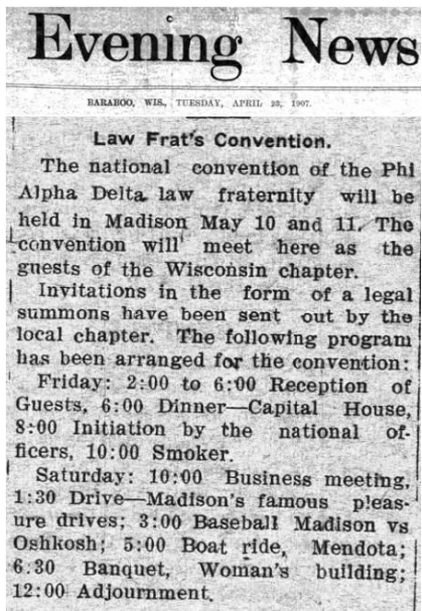 Evening News
BARABOO, WIS., TUESDAY, APRIL 23, 1907.
Law Frat's Convention.
The national convention of the Phi
Alpha Delta law fraternity will be
held in Madison May 10 and 11. The
convention will meet here as the
guests of the Wisconsin chapter.
Invitations in the form of a legal
summons have been sent out by the
local chapter. The following program
has been arranged for the convention:
Friday: 2:00 to 6:00 Reception of
Guests, 6:00 Dinner—Capital House,
8:00 Initiation by the national of-
ficers, 10:00 Smoker.
Saturday: 10:00 Business meeting,
1:30 Drive—Madison's famous pleas-
ure drives; 3:00 Baseball Madison vs
Oshkosh; 5:00 Boat ride, Mendota;
6:30 Banquet, Woman's building;
12:00 Adjournment.